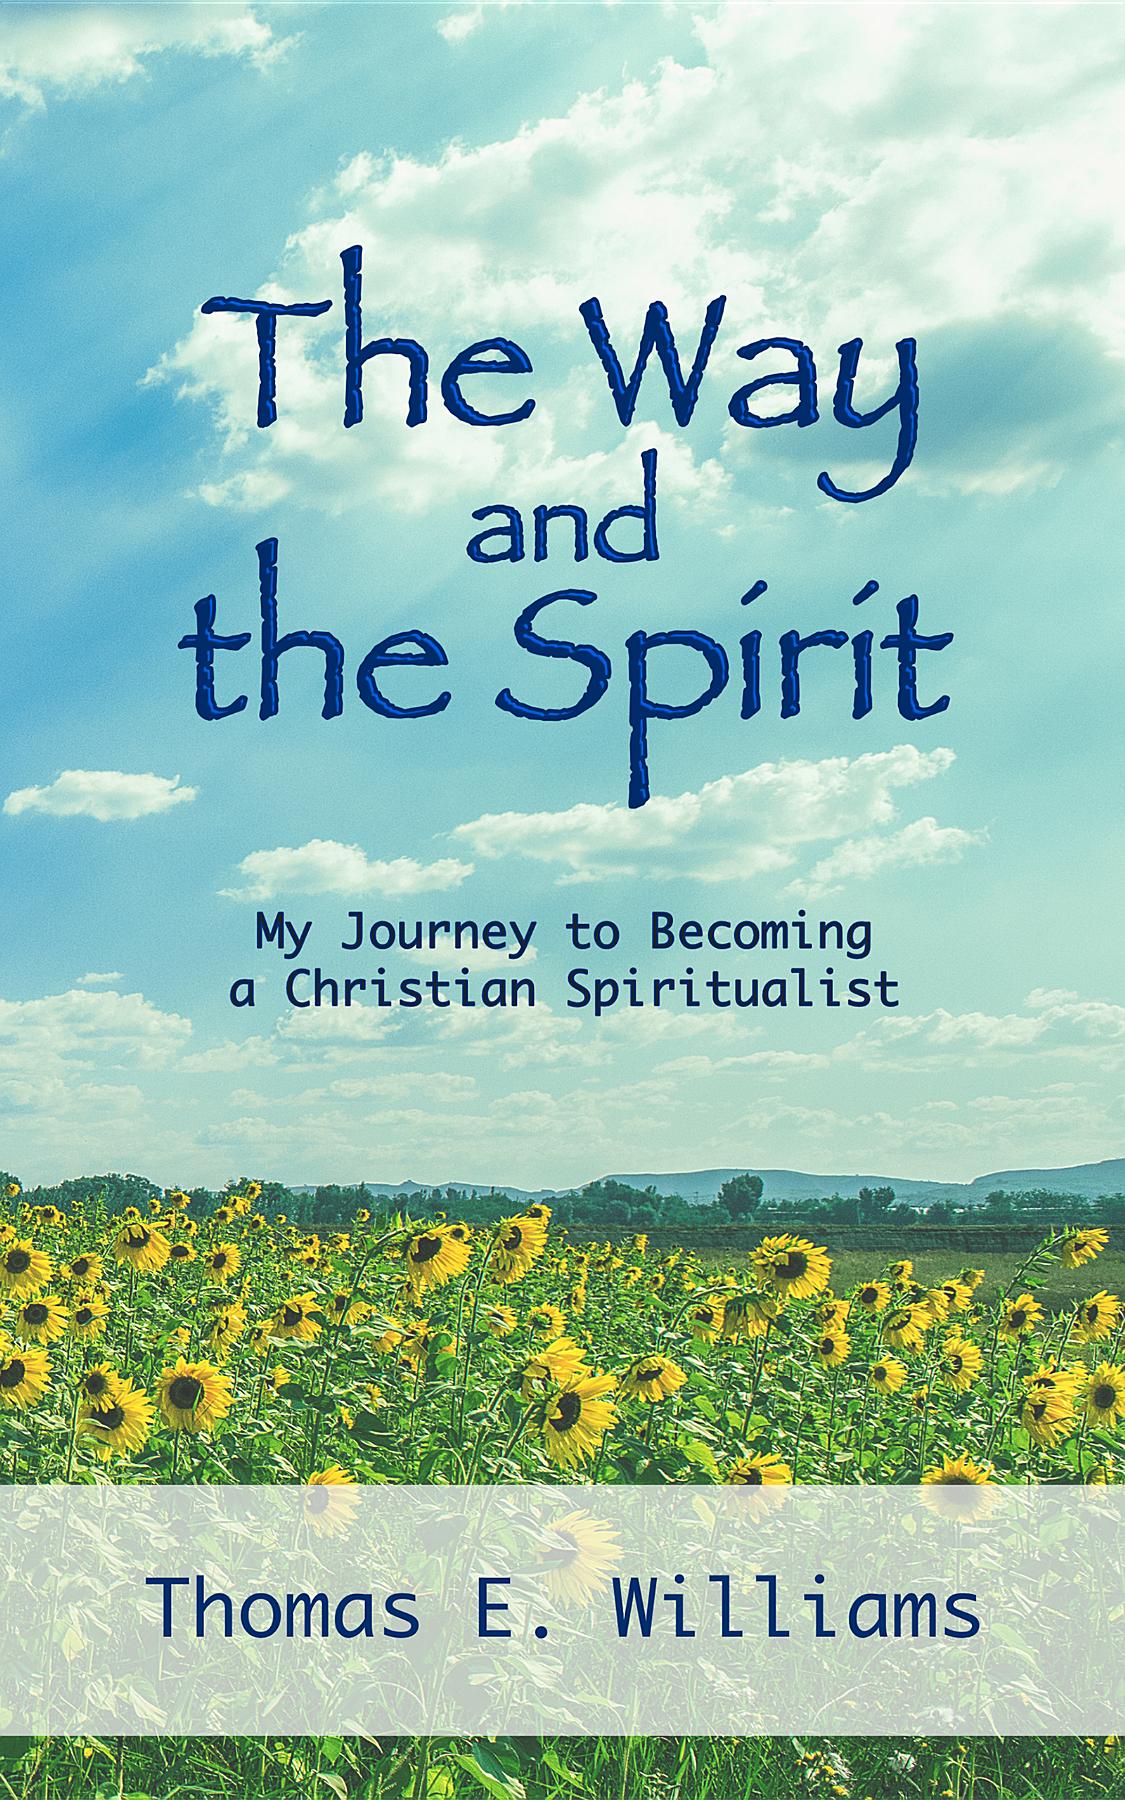 The Way
and
the Spirit
My Journey to Becoming
a Christian Spiritualist
Thomas E. Williams